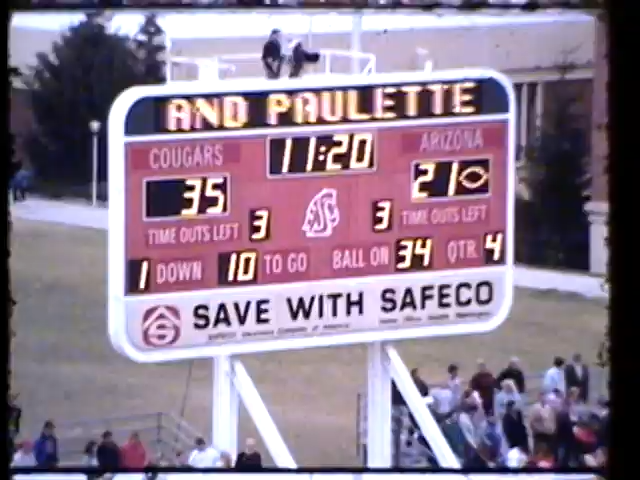 AND PAULETTE
COUGARS 11:20 ARIZONA
35 21
TIME OUTS LEFT 3 3 TIME OUTS LEFT
1 DOWN 10 TO GO BALL ON 34 QTR. 4
SAVE WITH SAFECO